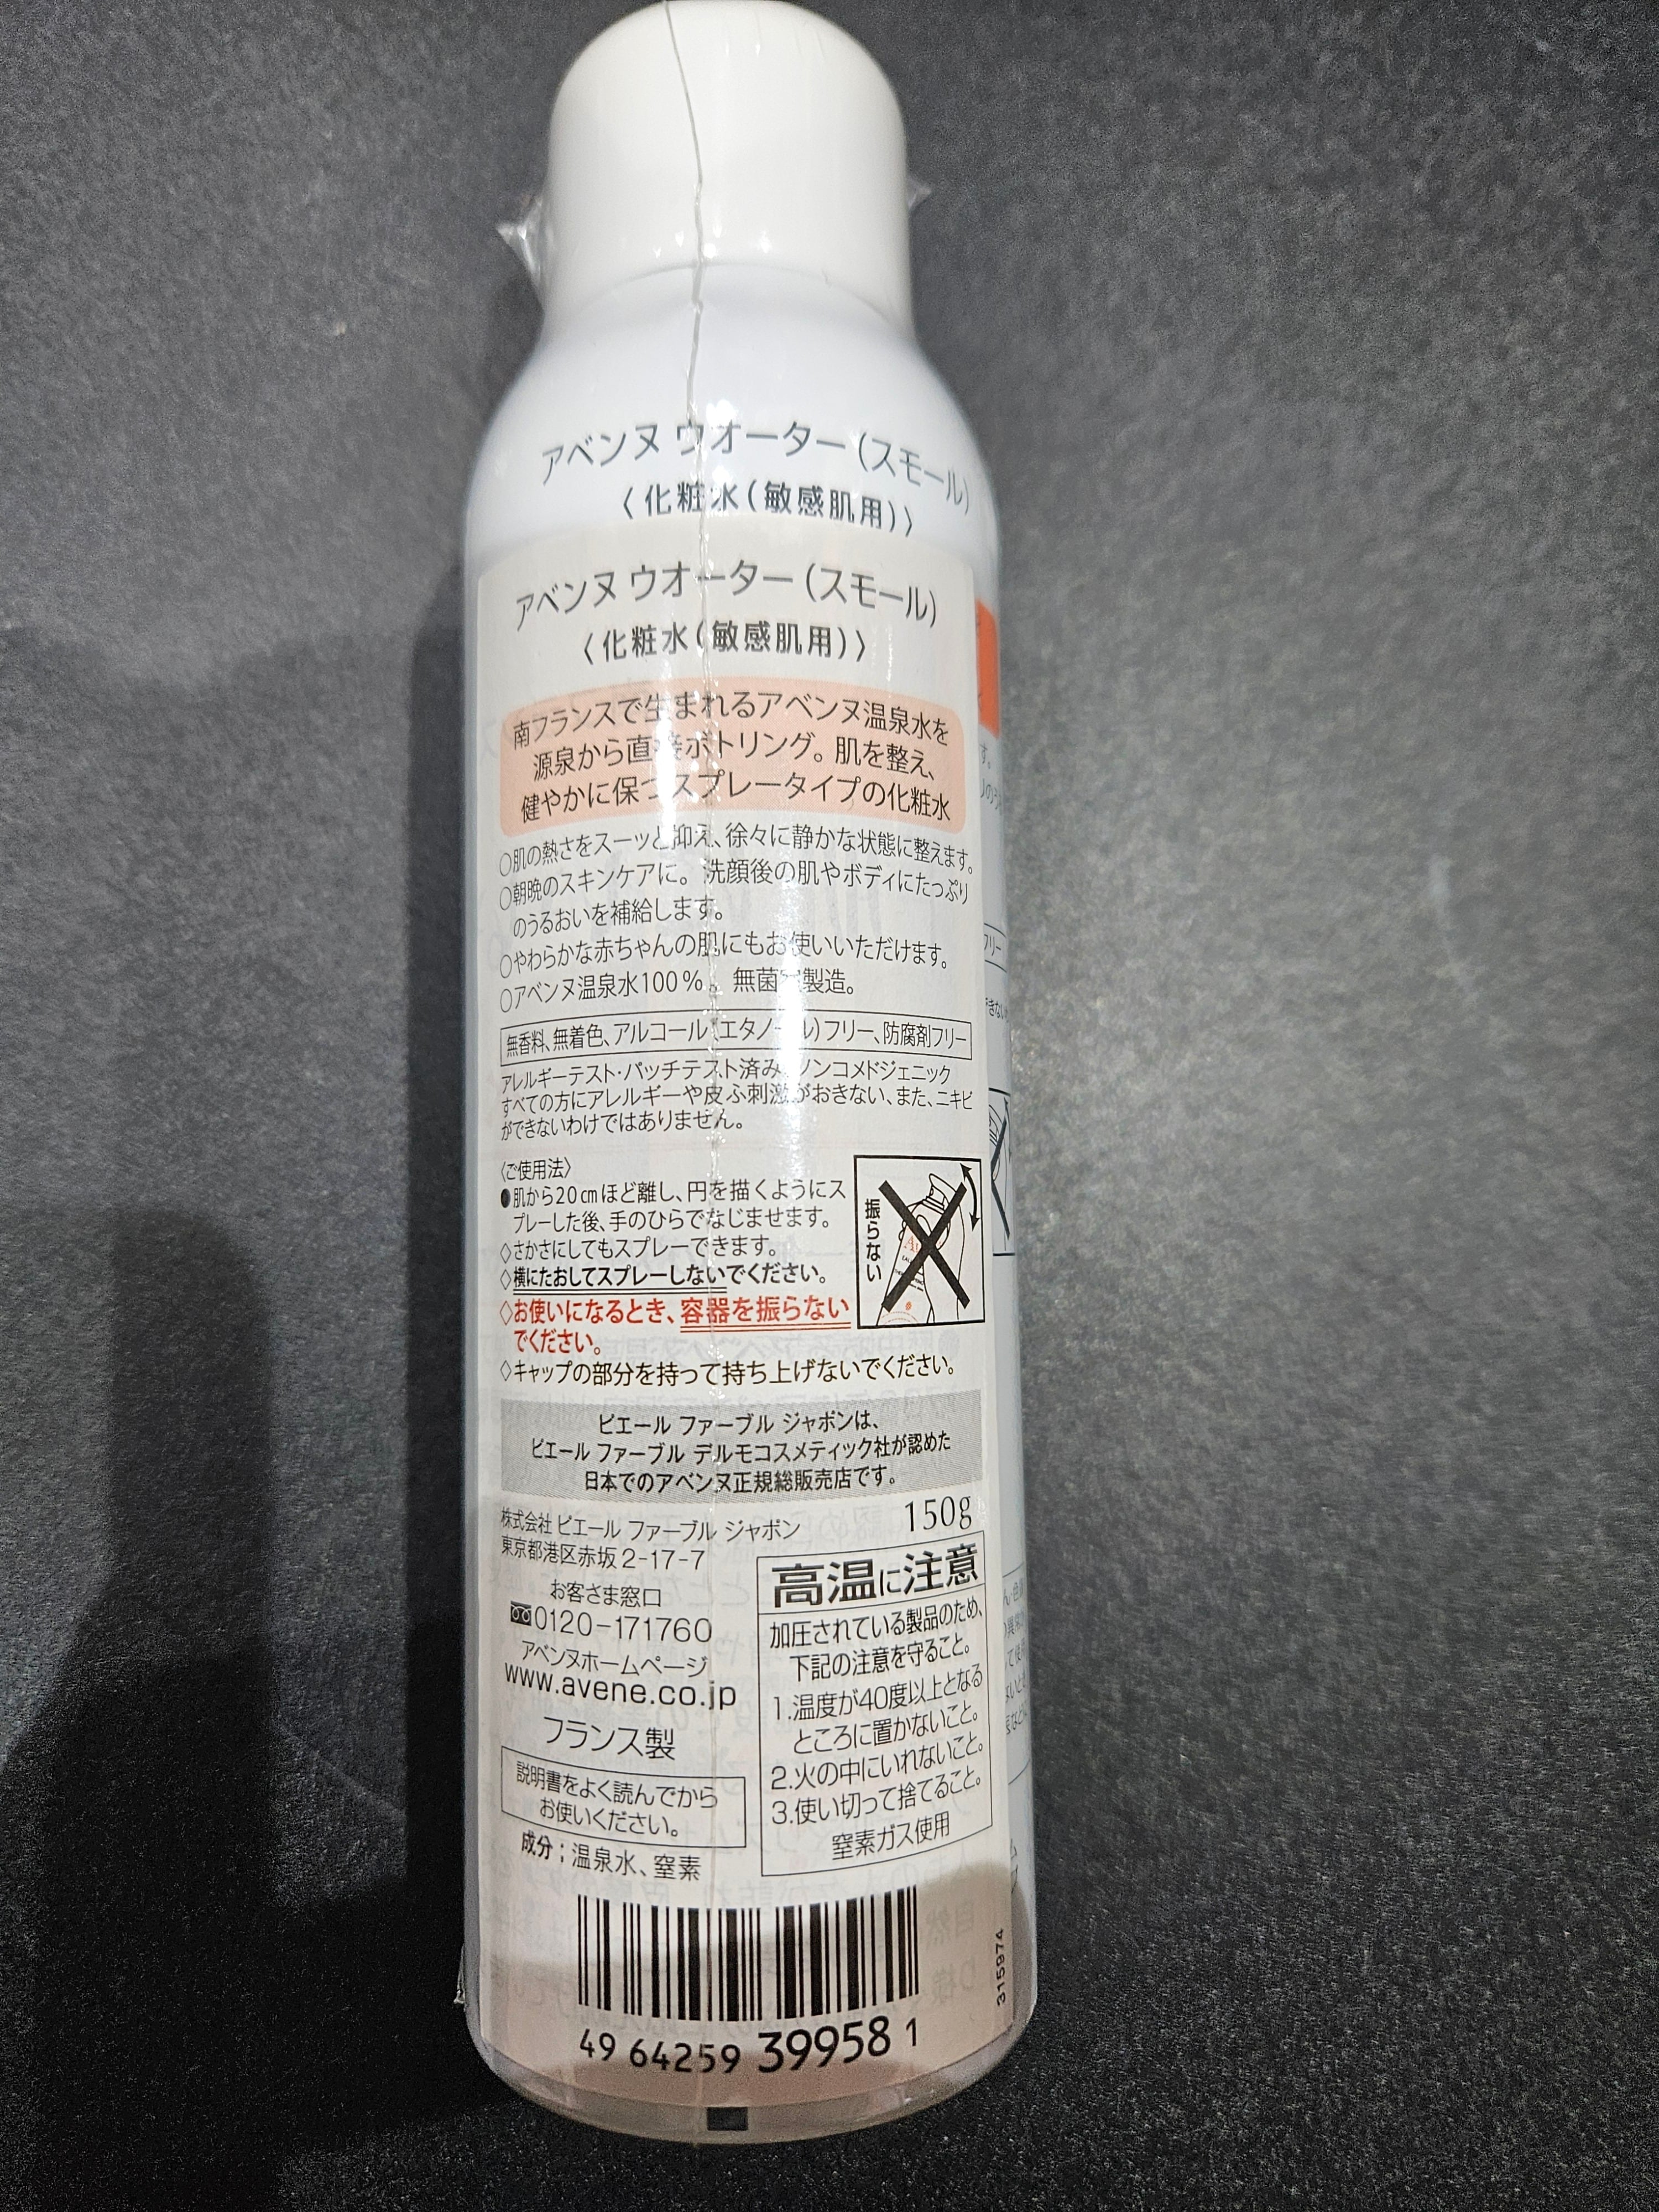 アベンヌ ウオーター(スモール)
〈化粧水(敏感肌用)〉
アベンヌ ウオーター(スモール)
〈化粧水(敏感肌用)〉
南フランスで生まれるアベンヌ温泉水を
源泉から直接ボトリング。肌を整え、
健やかに保つスプレータイプの化粧水
○肌の熱さをスーッと抑え、徐々に静かな状態に整えます。
○朝晩のスキンケアに。洗顔後の肌やボディにたっぷり
のうるおいを補給します。
○やわらかな赤ちゃんの肌にもお使いいただけます。
○アベンヌ温泉水100%。無菌 製造。
無香料、無着色、アルコール(エタノール)フリー、防腐剤フリー
アレルギーテスト・パッチテスト済み ノンコメドジェニック
すべての方にアレルギーや皮ふ刺激がおきない、また、ニキビ
ができないわけではありません。
〈ご使用法〉
●肌から20cmほど離し、円を描くようにス
プレーした後、手のひらでなじませます。
◇さかさにしてもスプレーできます。
◇横にたおしてスプレーしないでください。
◇お使いになるとき、容器を振らない
でください。
◇キャップの部分を持って持ち上げないでください。
振らない
ピエール ファーブル ジャポンは、
ピエール ファーブル デルモコスメティック社が認めた
日本でのアベンヌ正規総販売店です。
150g
株式会社 ピエール ファーブル ジャポン
東京都港区赤坂2-17-7
お客さま窓口
0120-171760
アベンヌホームページ
www.avene.co.jp
フランス製
説明書をよく読んでから
お使いください。
成分;温泉水、窒素
高温に注意
加圧されている製品のため、
下記の注意を守ること。
1.温度が40度以上となる
ところに置かないこと。
2.火の中にいれないこと。
3.使い切って捨てること。
窒素ガス使用
49 64259 39958 1
315974